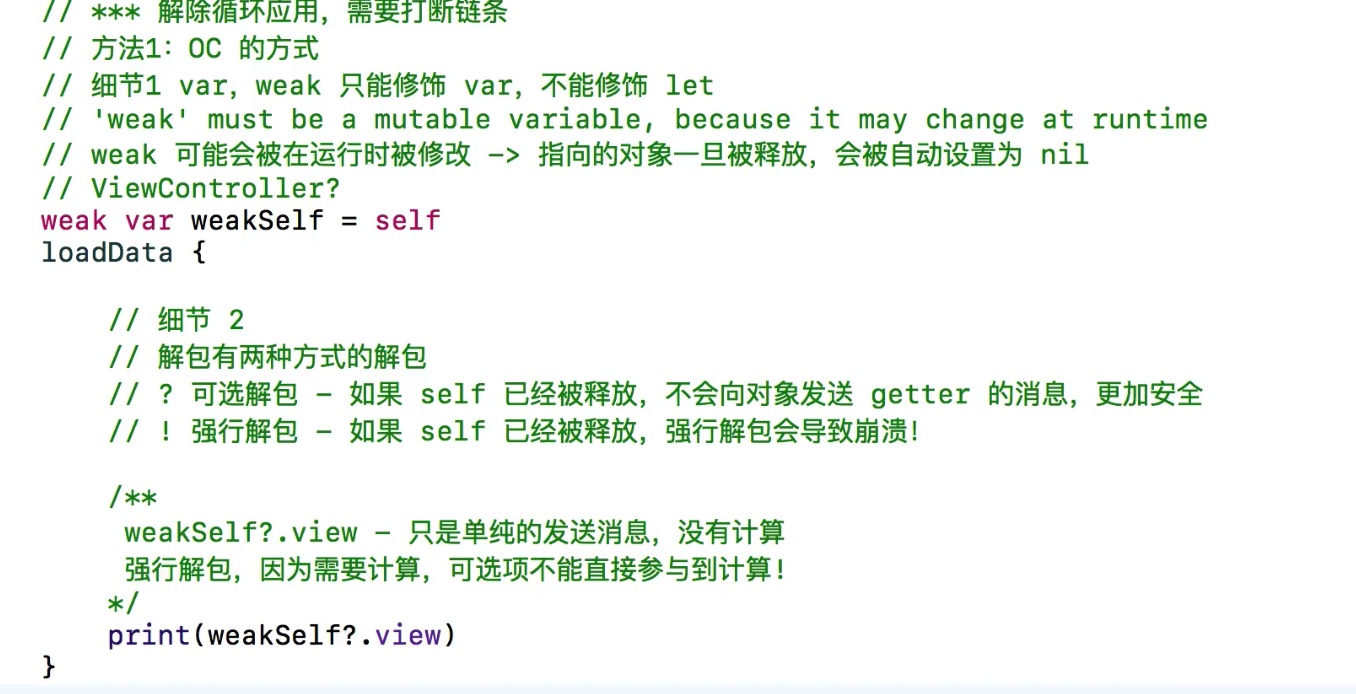 // *** 解除循环应用，需要打断链条
// 方法1：OC 的方式
// 细节1 var，weak 只能修饰 var，不能修饰 let
// 'weak' must be a mutable variable, because it may change at runtime
// weak 可能会被在运行时被修改 -> 指向的对象一旦被释放，会被自动设置为 nil
// ViewController?
weak var weakSelf = self
loadData {
// 细节 2
// 解包有两种方式的解包
// ? 可选解包 - 如果 self 已经被释放，不会向对象发送 getter 的消息，更加安全
// ! 强行解包 - 如果 self 已经被释放，强行解包会导致崩溃!
/**
weakSelf?.view - 只是单纯的发送消息，没有计算
强行解包，因为需要计算，可选项不能直接参与到计算!
*/
print(weakSelf?.view)
}